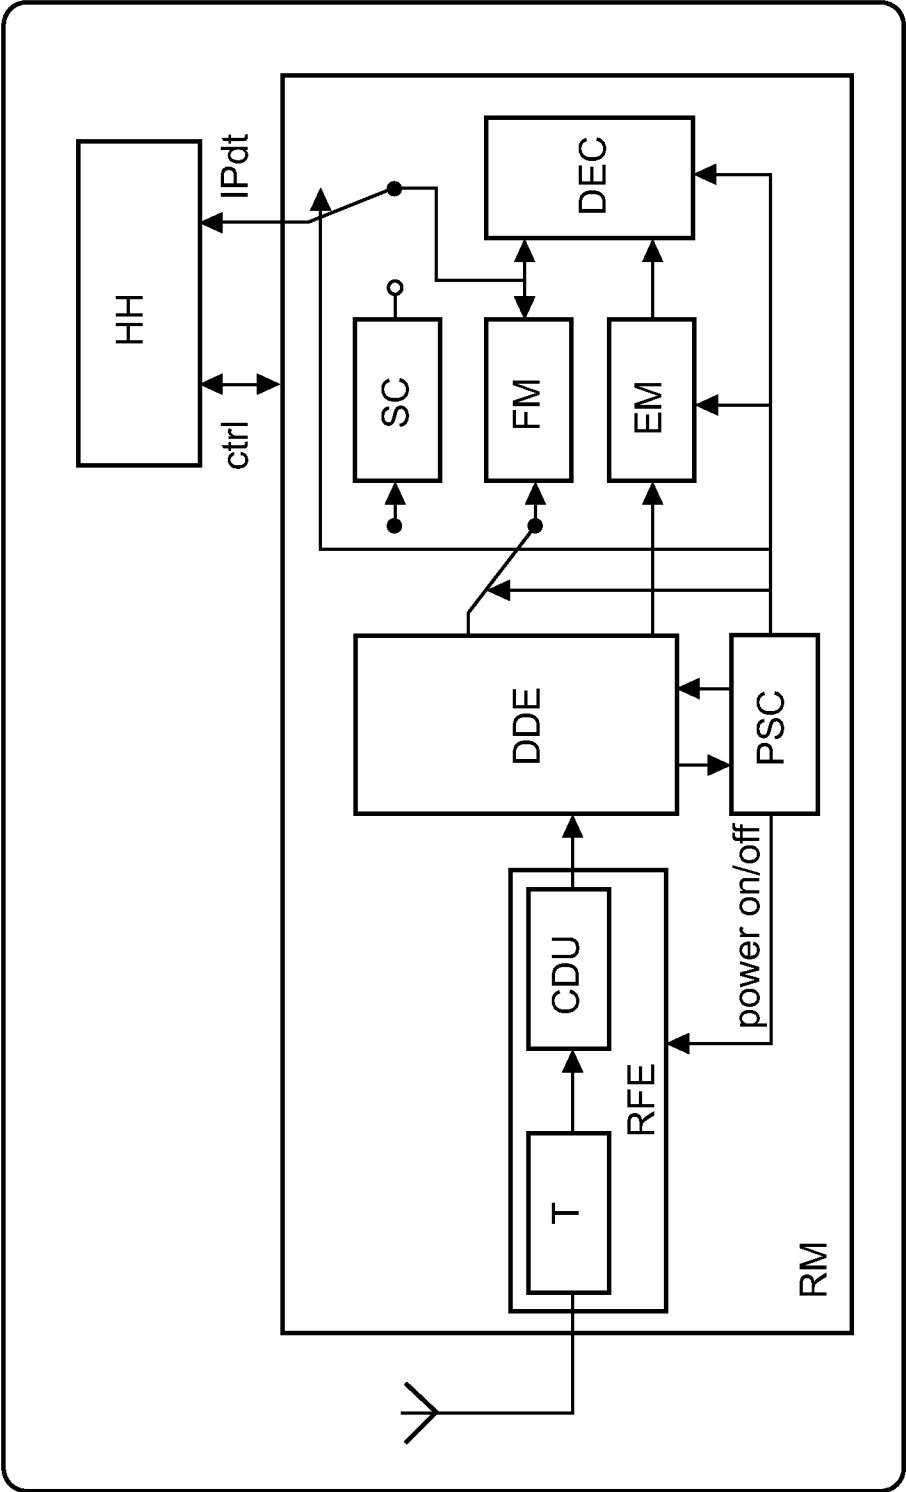 HH
IPdt
ctrl
DEC
SC
FM
EM
DDE
PSC
power on/off
CDU
T
RFE
RM